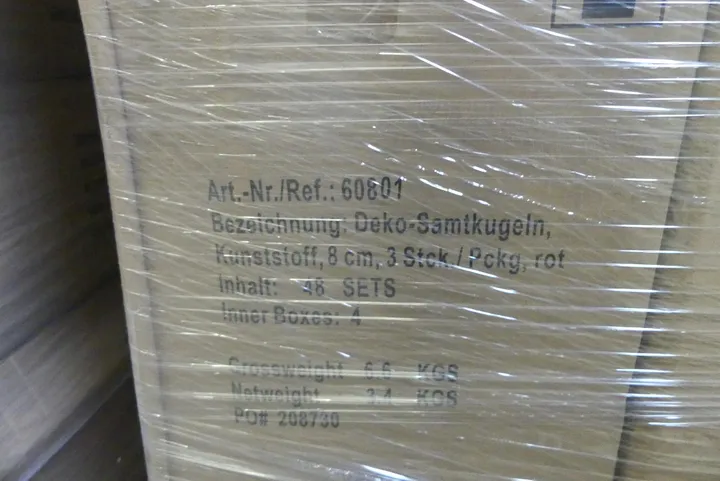 Art.-Nr./Ref.: 60801
Bezeichnung: Deko-Samtkugeln,
Kunststoff, 8 cm, 3 Stck./ Pckg, rot
Inhalt: 48 SETS
Inner Boxes: 4
Grossweight 6.6 KGS
Netweight 3.4 KGS
PO# 208730